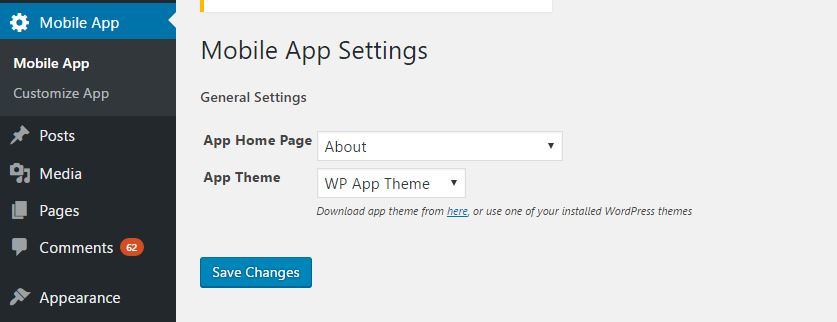 Mobile App
Mobile App
Customize App
Posts
Media
Pages
Comments 62
Appearance
Mobile App Settings
General Settings
App Home Page About
App Theme WP App Theme
Download app theme from here, or use one of your installed WordPress themes
Save Changes